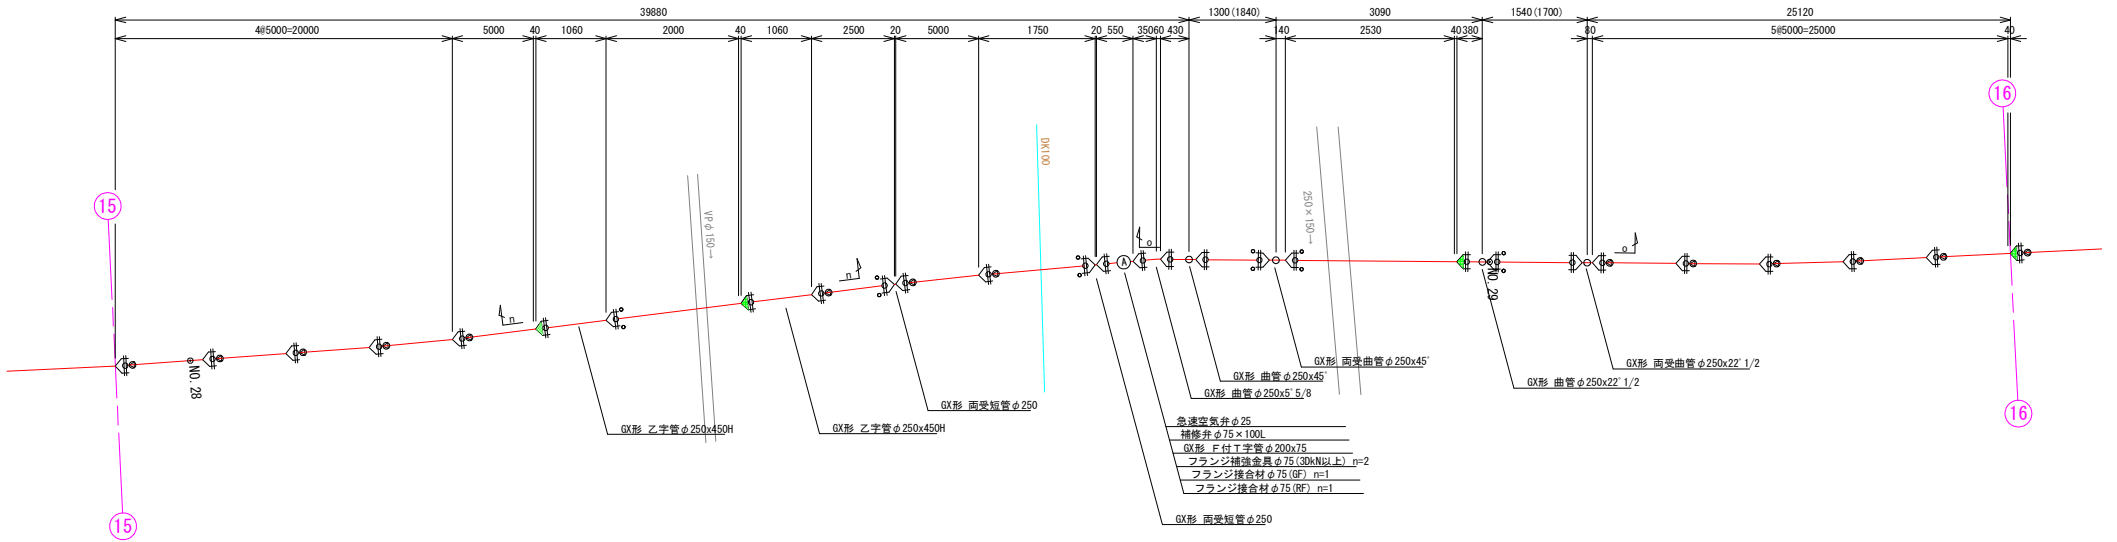 39880
1300(1840)
3090
1540(1700)
25120
4@5000=20000
5000
40
1060
2000
40
1060
2500
20
5000
1750
20
550
350
60
430
140
2530
40
380
80
5@5000=25000
40
16
DK100
15
VPφ150→
250×150→
n
n
o
o
A
NO. 28
NO. 29
GX形 両受曲管φ250x45°
GX形 両受曲管φ250x22°1/2
GX形 曲管φ250x45°
GX形 曲管φ250x22°1/2
GX形 曲管φ250x5°5/8
GX形 両受短管φ250
急速空気弁φ25
GX形 乙字管φ250x450H
GX形 乙字管φ250x450H
補修弁φ75×100L
GX形 F付T字管φ200x75
フランジ補強金具φ75(3DkN以上) n=2
フランジ接合材φ75(GF) n=1
フランジ接合材φ75(RF) n=1
GX形 両受短管φ250
16
15